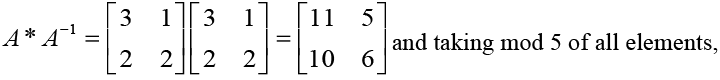 A * A⁻¹ = [3 1; 2 2] [3 1; 2 2] = [11 5; 10 6] and taking mod 5 of all elements,